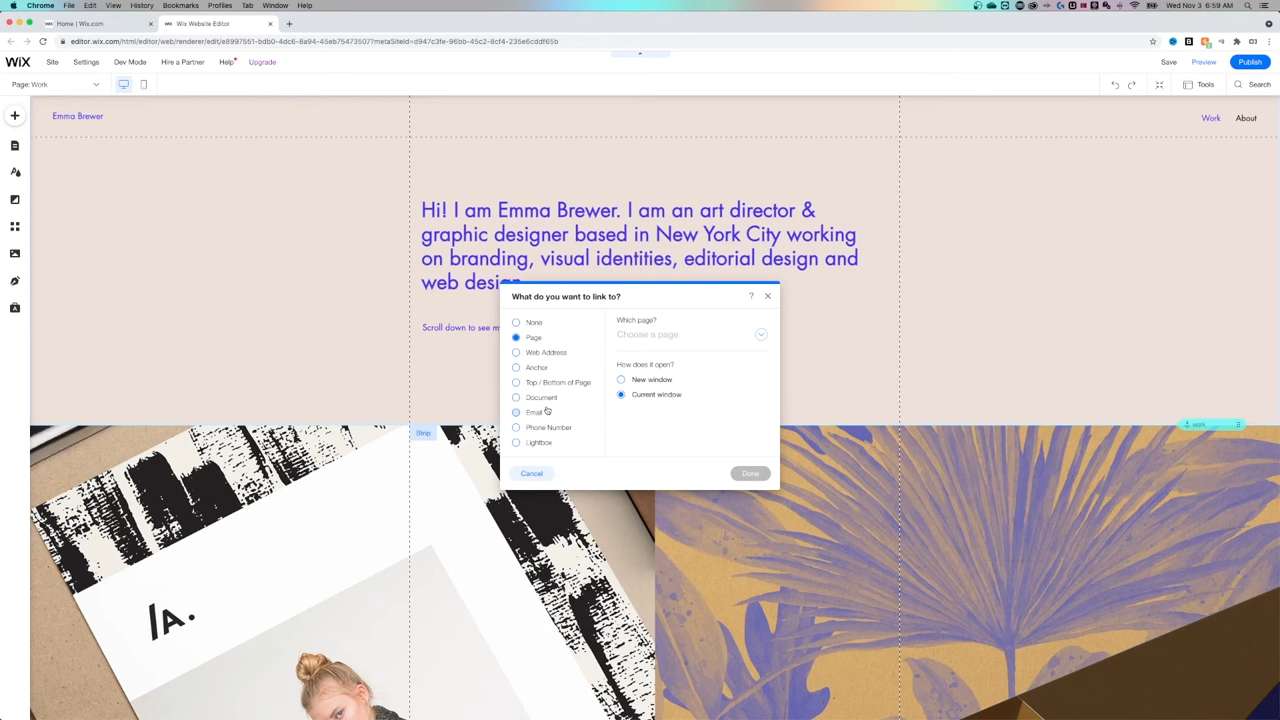 Chrome File Edit View History Bookmarks Profiles Tab Window Help
Wed Nov 3 6:59 AM
Home | Wix.com
Wix Website Editor
editor.wix.com/html/editor/web/renderer/edit/e8997551-bdb0-4dc6-8a94-45eb75473507?metaSiteId=d947c3fe-96bb-45c2-8cf4-235e6cddf65b
WiX Site Settings Dev Mode Hire a Partner Help Upgrade
Save Preview Publish
Page: Work
Tools Search
Emma Brewer
Work About
Hi! I am Emma Brewer. I am an art director &
graphic designer based in New York City working
on branding, visual identities, editorial design and
web design.
Scroll down to see m
What do you want to link to?
?
None
Page
Web Address
Anchor
Top / Bottom of Page
Document
Email
Phone Number
Lightbox
Which page?
Choose a page
How does it open?
New window
Current window
Cancel
Done
Strip
work
/A.